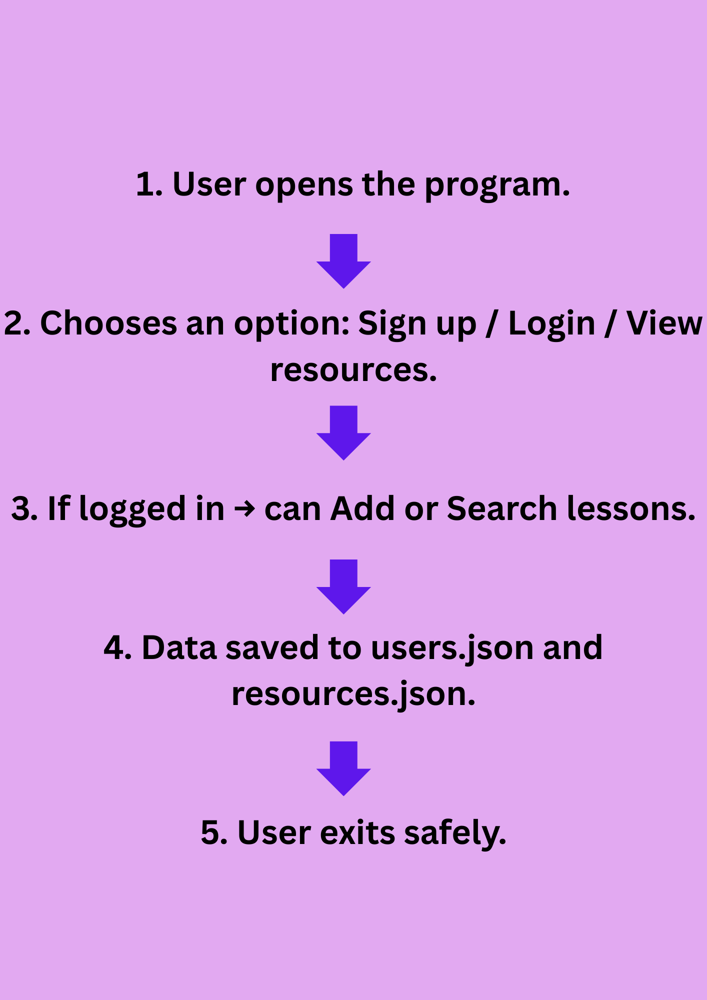 1. User opens the program.
2. Chooses an option: Sign up / Login / View
resources.
3. If logged in → can Add or Search lessons.
4. Data saved to users.json and
resources.json.
5. User exits safely.